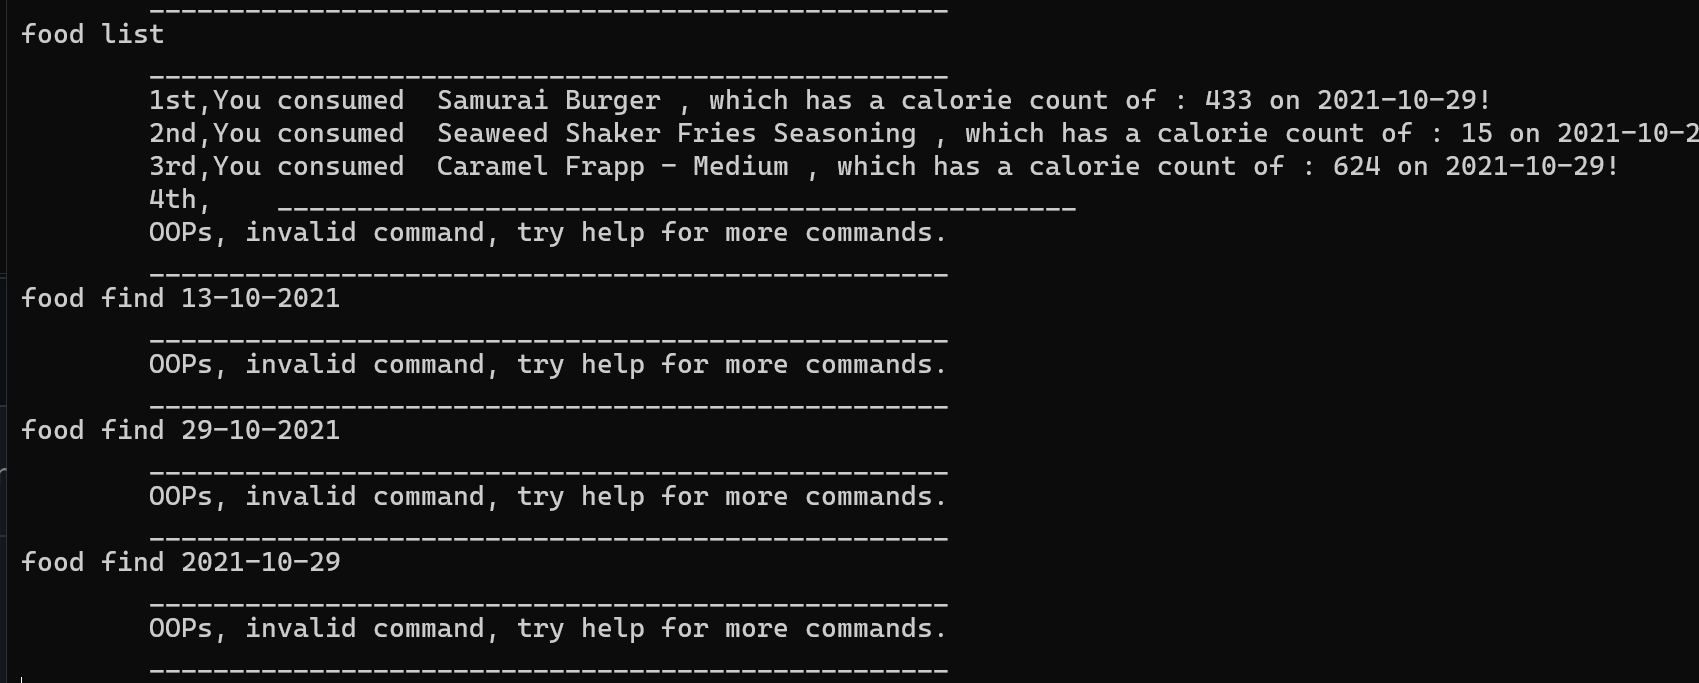 __________________________________________________
food list
__________________________________________________
1st,You consumed  Samurai Burger , which has a calorie count of : 433 on 2021-10-29!
2nd,You consumed  Seaweed Shaker Fries Seasoning , which has a calorie count of : 15 on 2021-10-2
3rd,You consumed  Caramel Frapp - Medium , which has a calorie count of : 624 on 2021-10-29!
4th,    __________________________________________________
OOPs, invalid command, try help for more commands.
__________________________________________________
food find 13-10-2021
__________________________________________________
OOPs, invalid command, try help for more commands.
__________________________________________________
food find 29-10-2021
__________________________________________________
OOPs, invalid command, try help for more commands.
__________________________________________________
food find 2021-10-29
__________________________________________________
OOPs, invalid command, try help for more commands.
__________________________________________________